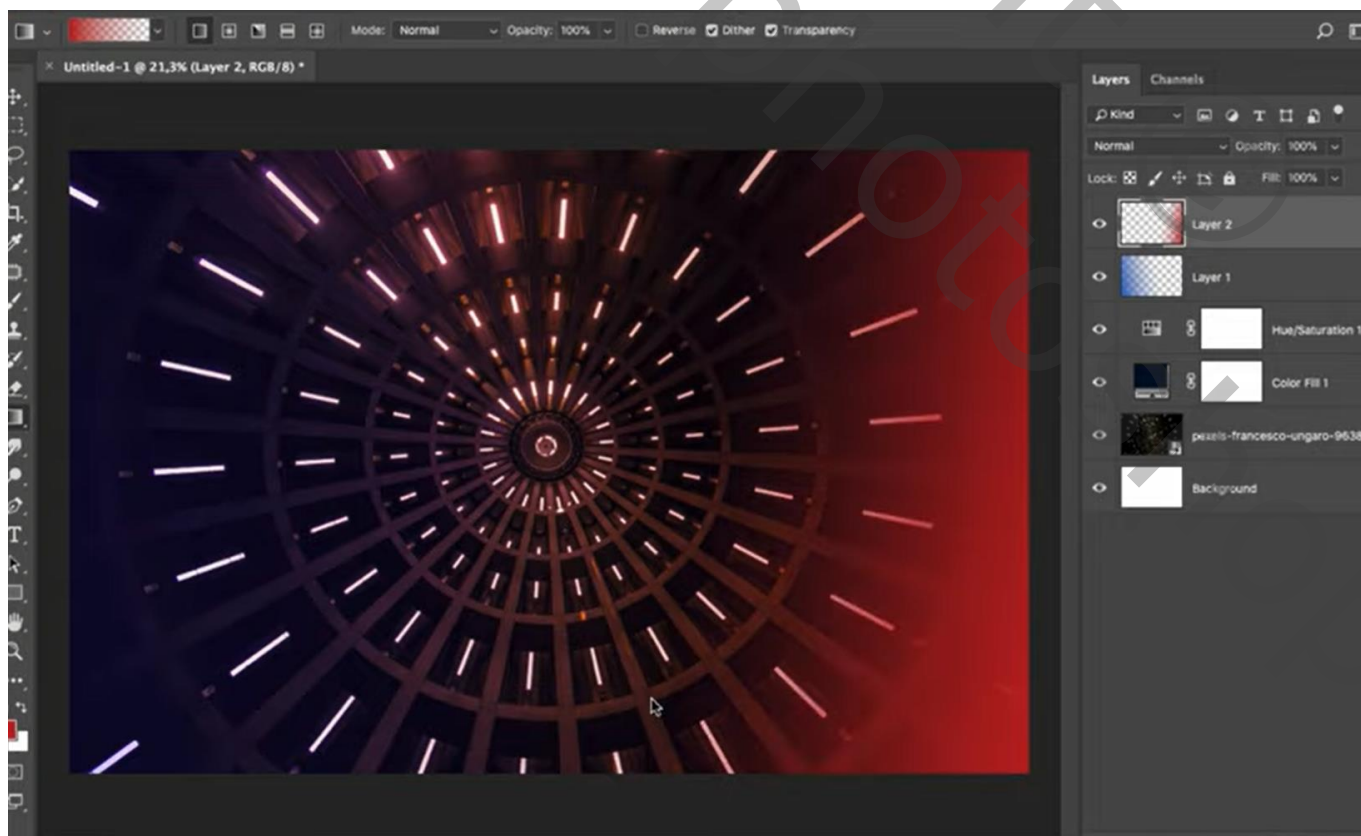 Mode: Normal Opacity: 100% Reverse Dither Transparency
Untitled-1 @ 21,3% (Layer 2, RGB/8) *
Layers Channels
Kind
Normal Opacity: 100%
Lock: Fill: 100%
Layer 2
Layer 1
Hue/Saturation 1
Color Fill 1
pexels-francesco-ungaro-9638
Background